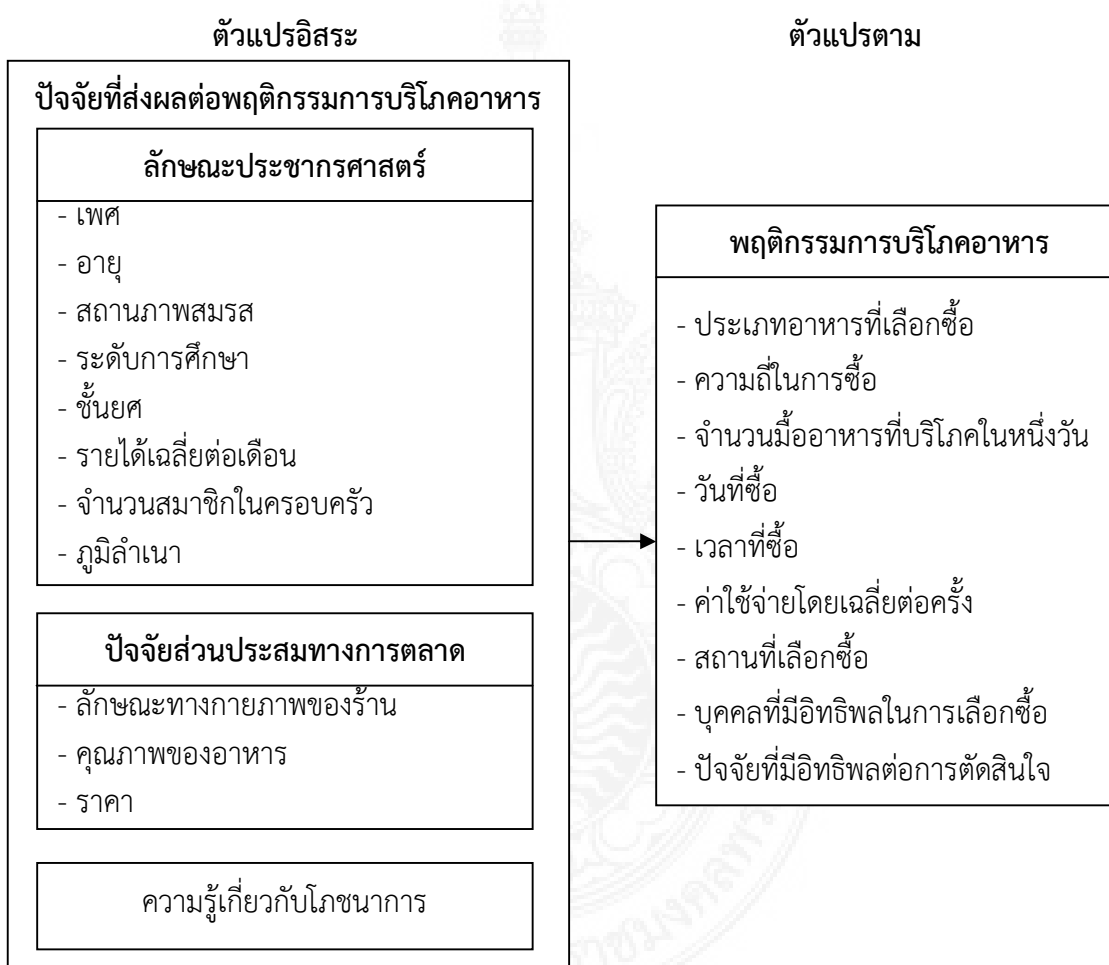 ตัวแปรอิสระ
ปัจจัยที่ส่งผลต่อพฤติกรรมการบริโภคอาหาร
ลักษณะประชากรศาสตร์
- เพศ
- อายุ
- สถานภาพสมรส
- ระดับการศึกษา
- ชั้นยศ
- รายได้เฉลี่ยต่อเดือน
- จำนวนสมาชิกในครอบครัว
- ภูมิลำเนา
ปัจจัยส่วนประสมทางการตลาด
- ลักษณะทางกายภาพของร้าน
- คุณภาพของอาหาร
- ราคา
ความรู้เกี่ยวกับโภชนาการ
ตัวแปรตาม
พฤติกรรมการบริโภคอาหาร
- ประเภทอาหารที่เลือกซื้อ
- ความถี่ในการซื้อ
- จำนวนมื้ออาหารที่บริโภคในหนึ่งวัน
- วันที่ซื้อ
- เวลาที่ซื้อ
- ค่าใช้จ่ายโดยเฉลี่ยต่อครั้ง
- สถานที่เลือกซื้อ
- บุคคลที่มีอิทธิพลในการเลือกซื้อ
- ปัจจัยที่มีอิทธิพลต่อการตัดสินใจ